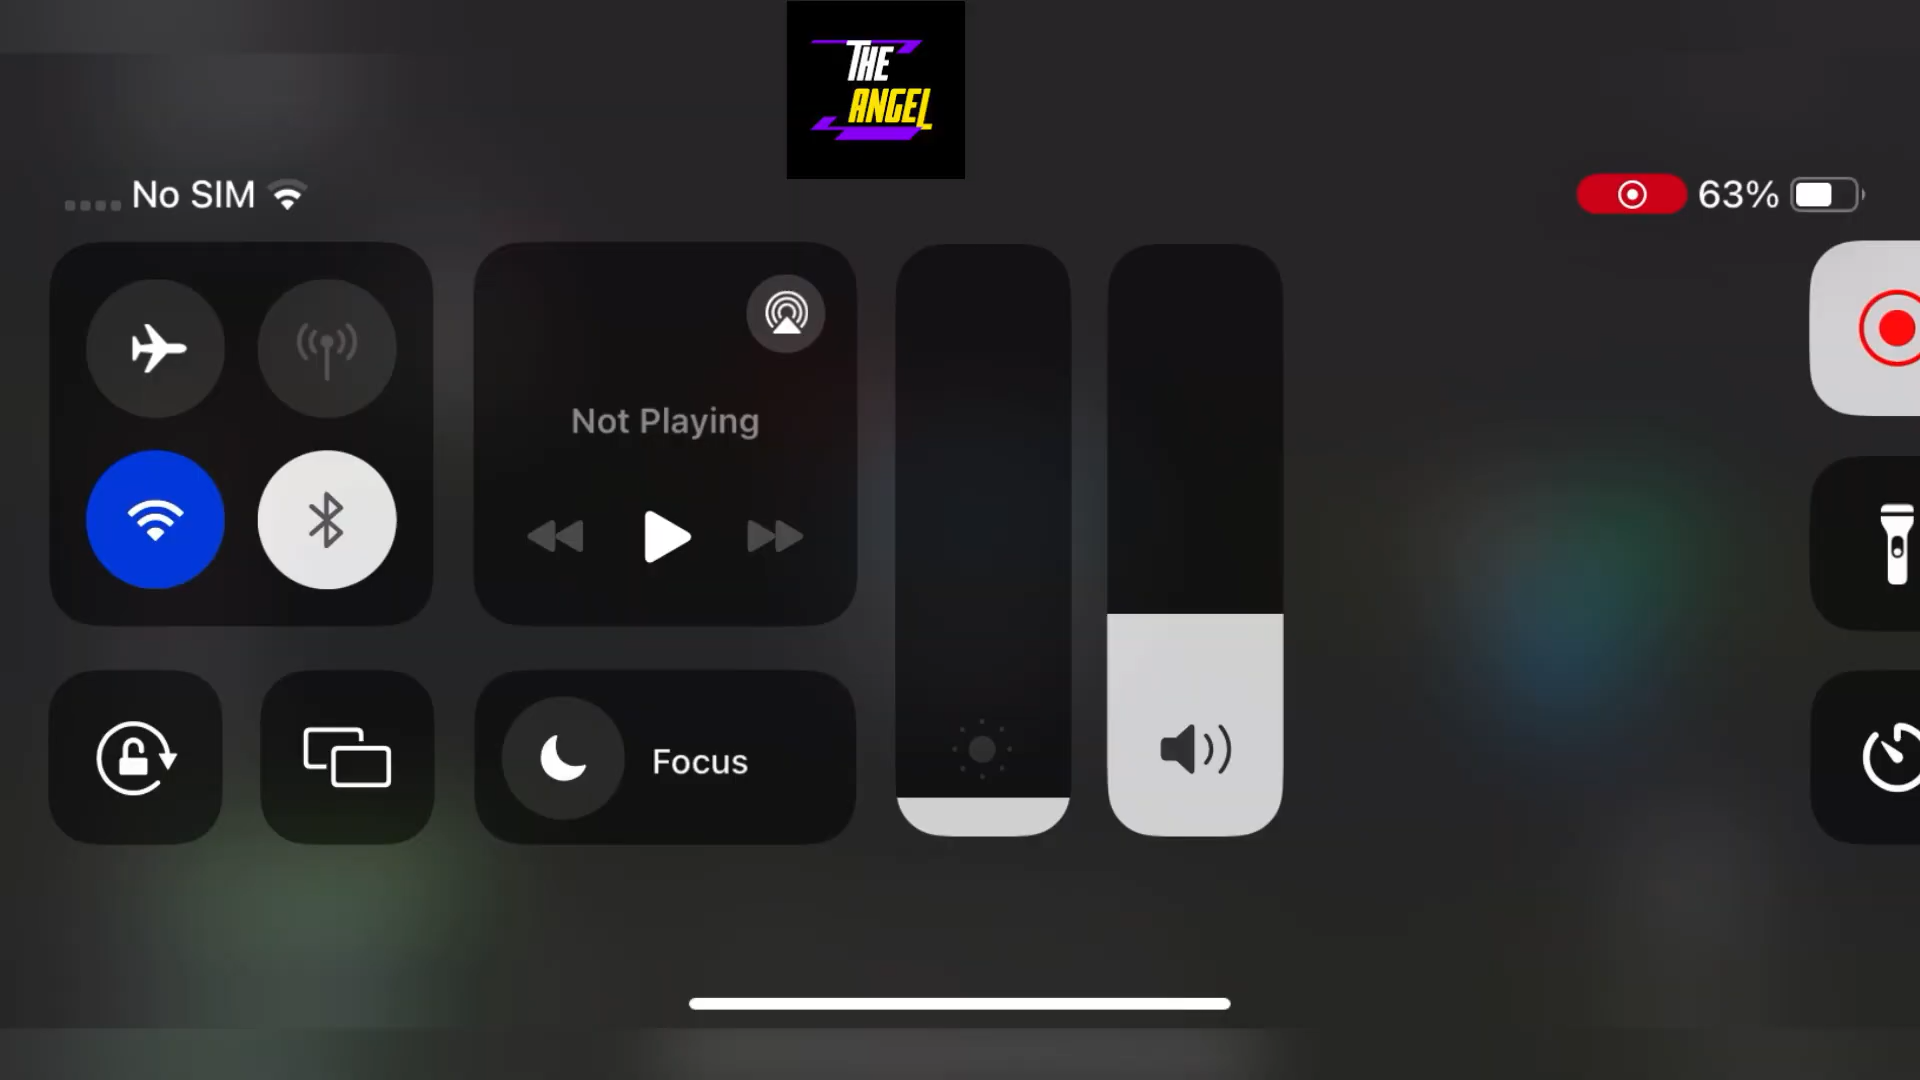 THE
ANGEL
No SIM
63%
Not Playing
Focus